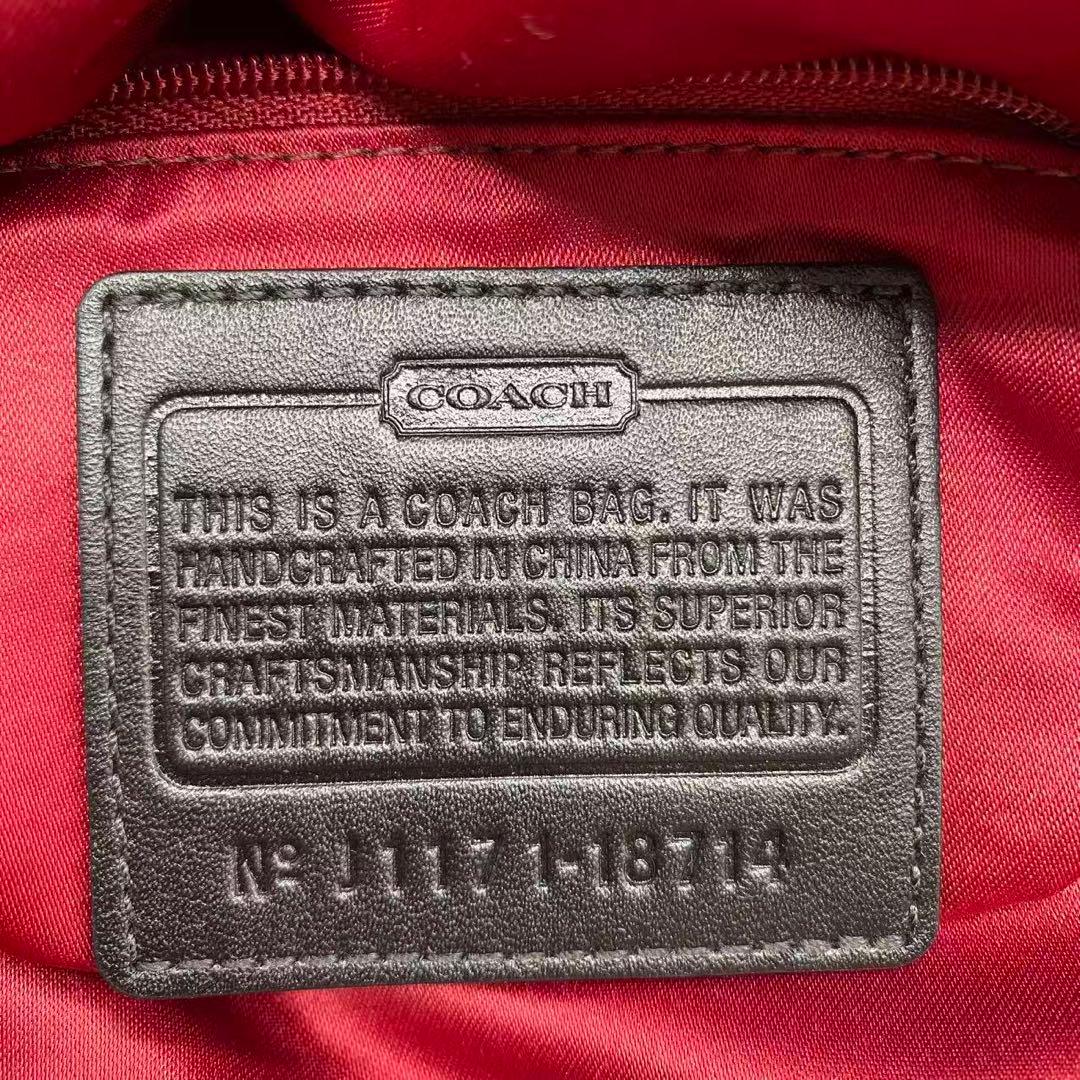 COACH
THIS IS A COACH BAG. IT WAS
HANDCRAFTED IN CHINA FROM THE
FINEST MATERIALS. ITS SUPERIOR
CRAFTSMANSHIP REFLECTS OUR
COMMITMENT TO ENDURING QUALITY.
Nº J1171-18714